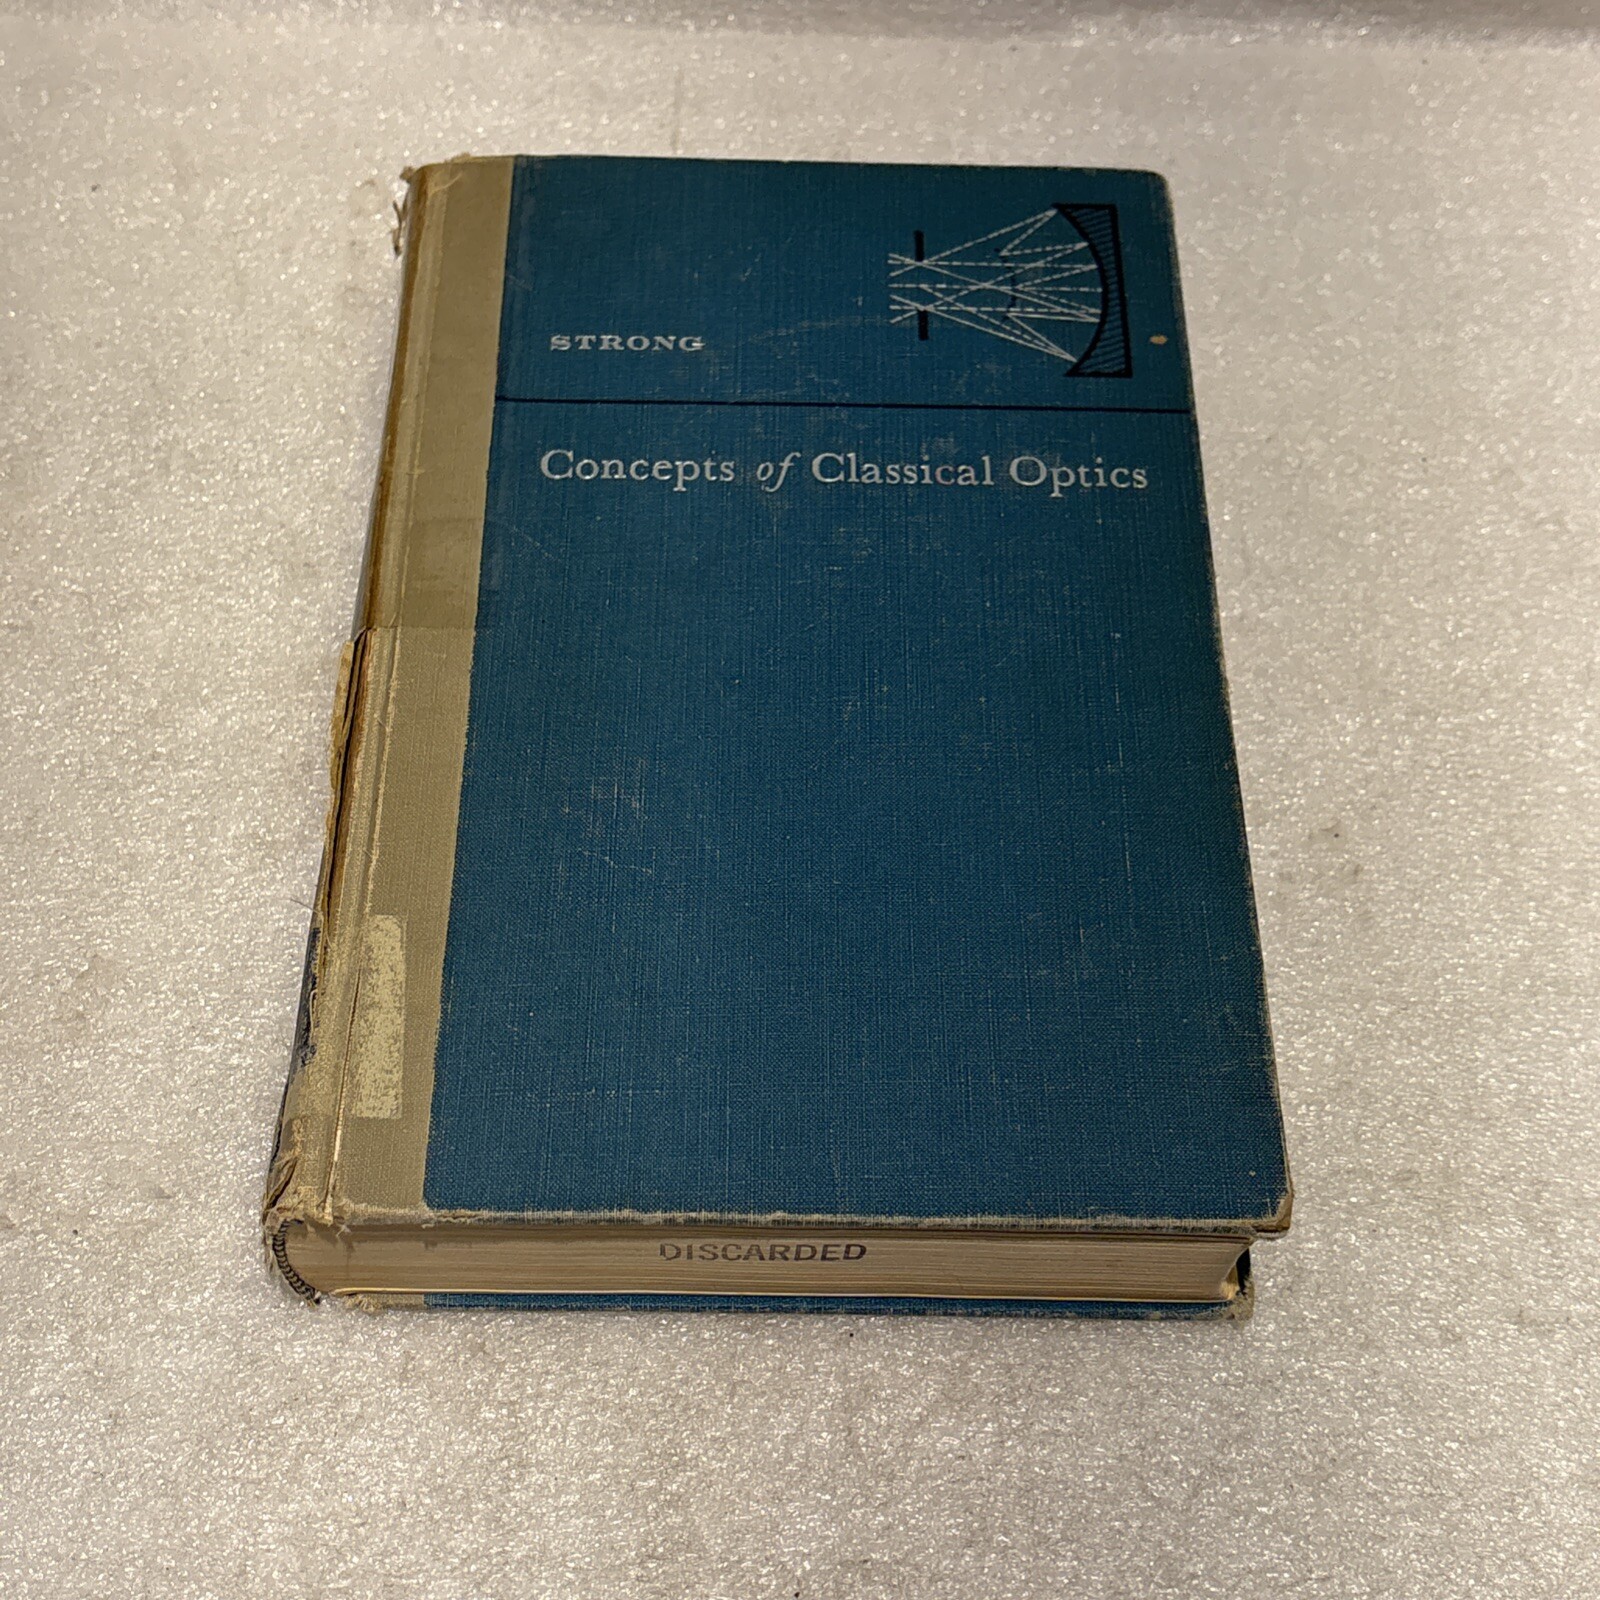 STRONG
Concepts of Classical Optics
DISCARDED